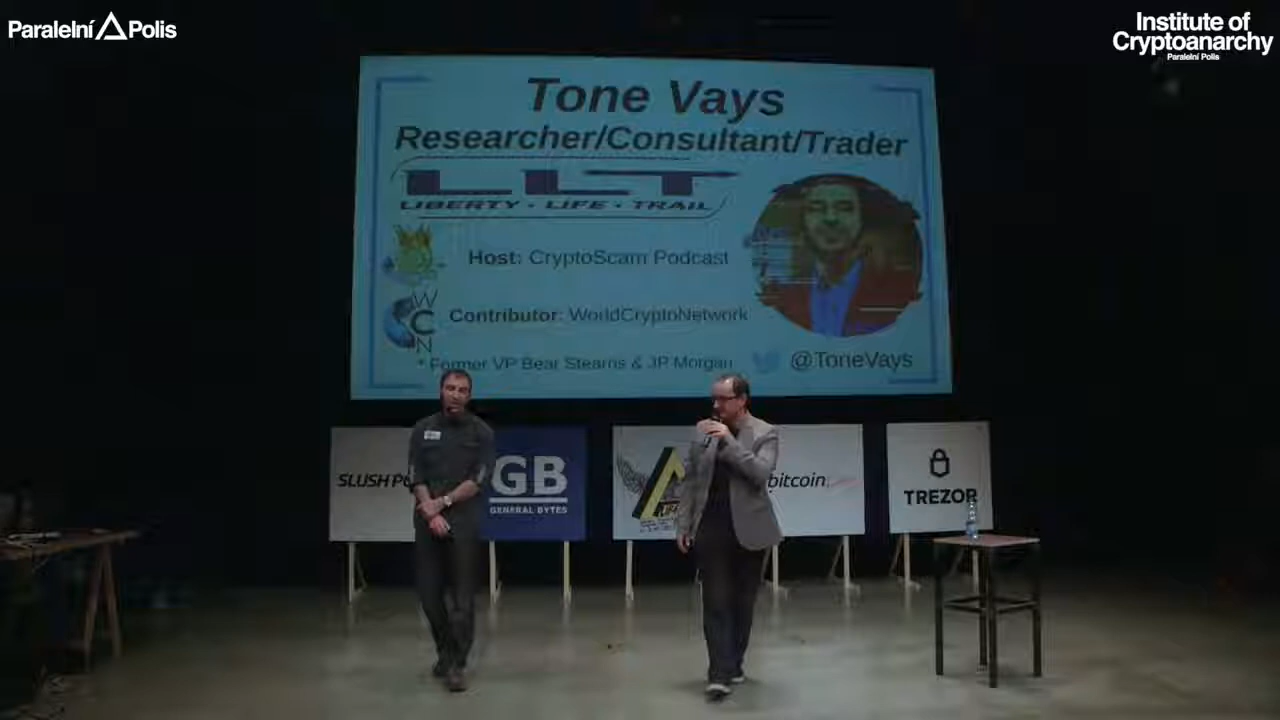 Paralelní Polis
Institute of
Cryptoanarchy
Paralelní Polis
Tone Vays
Researcher/Consultant/Trader
LLT
LIBERTY · LIFE · TRAIL
Host: CryptoScam Podcast
WCN
Contributor: WorldCryptoNetwork
* Former VP Bear Stearns & JP Morgan
@ToneVays
SLUSH
GB
GENERAL BYTES
bitcoin
TREZOR